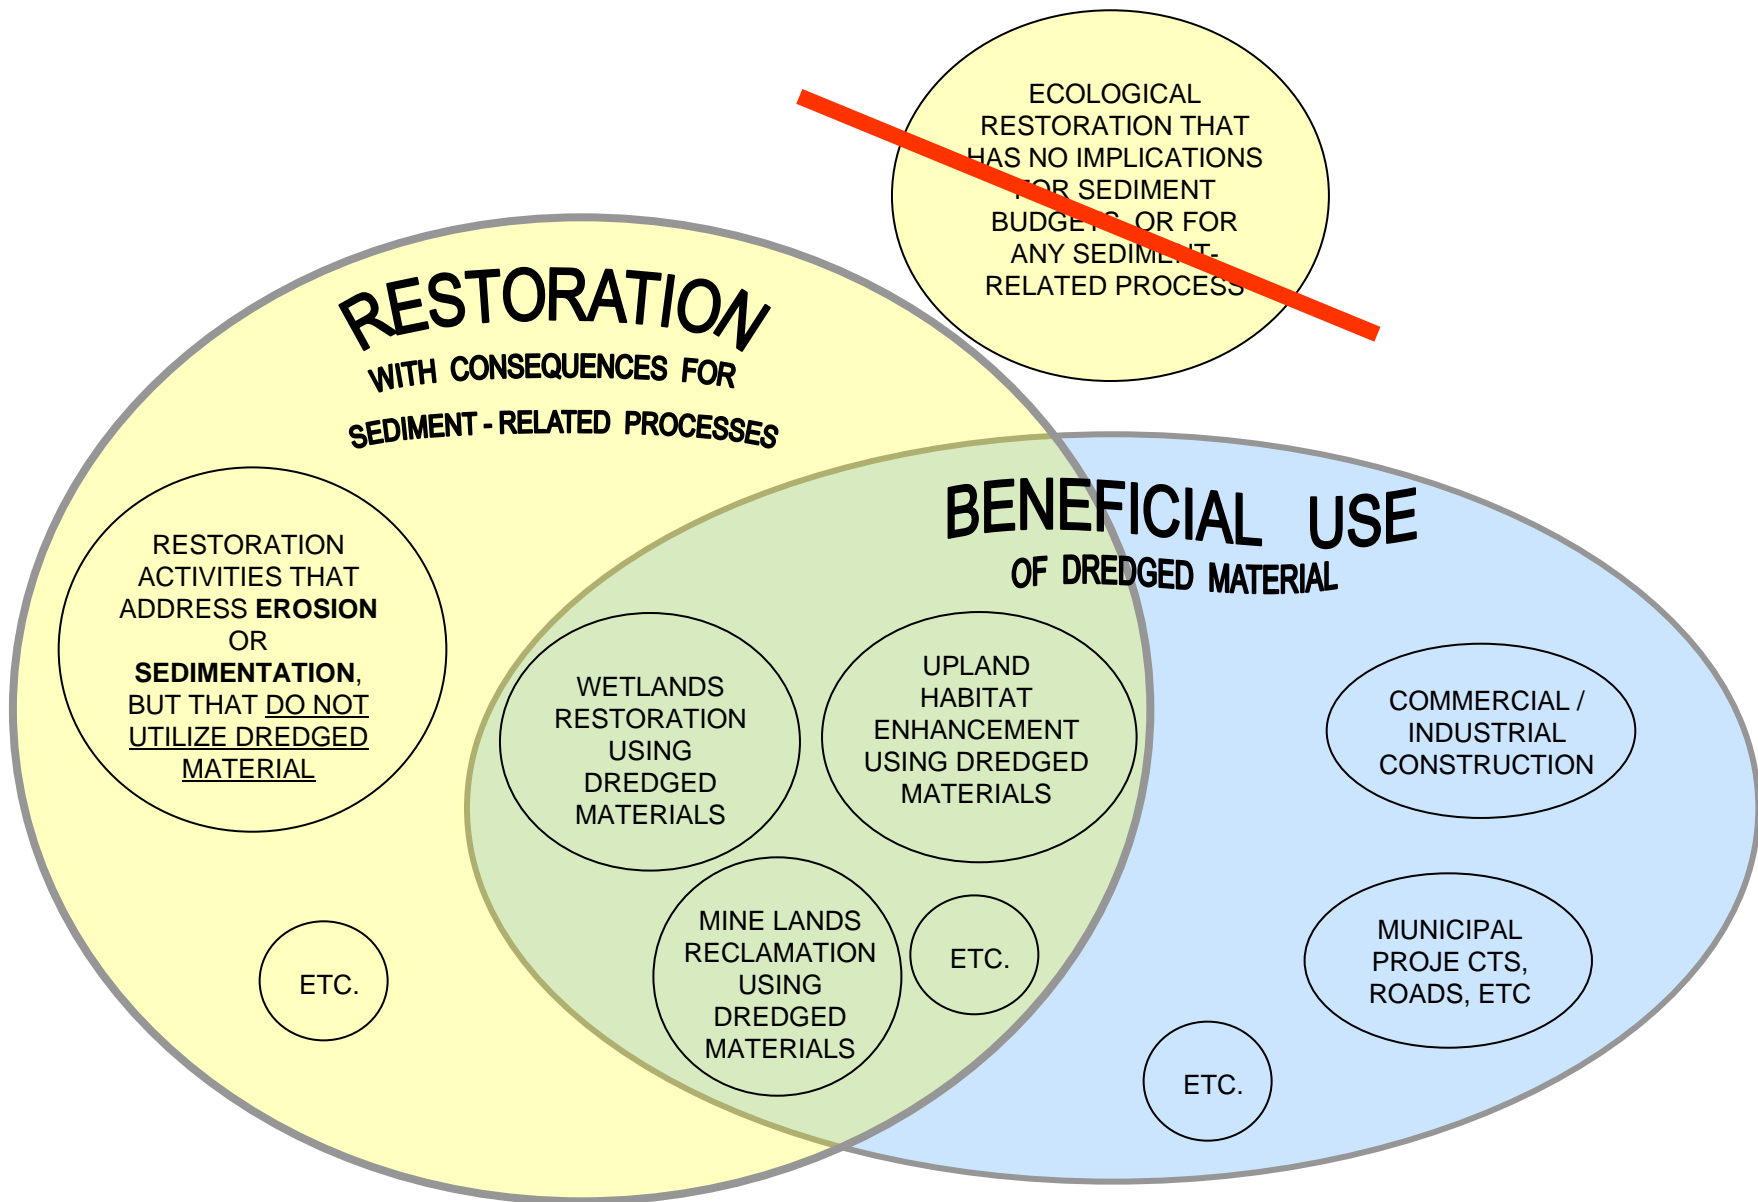 ECOLOGICAL
RESTORATION THAT
HAS NO IMPLICATIONS
FOR SEDIMENT
BUDGETS, OR FOR
ANY SEDIMENT-
RELATED PROCESS
RESTORATION
WITH CONSEQUENCES FOR
SEDIMENT - RELATED PROCESSES
BENEFICIAL USE
OF DREDGED MATERIAL
RESTORATION
ACTIVITIES THAT
ADDRESS EROSION
OR
SEDIMENTATION,
BUT THAT DO NOT
UTILIZE DREDGED
MATERIAL
ETC.
WETLANDS
RESTORATION
USING
DREDGED
MATERIALS
UPLAND
HABITAT
ENHANCEMENT
USING DREDGED
MATERIALS
MINE LANDS
RECLAMATION
USING
DREDGED
MATERIALS
ETC.
COMMERCIAL /
INDUSTRIAL
CONSTRUCTION
MUNICIPAL
PROJE CTS,
ROADS, ETC
ETC.